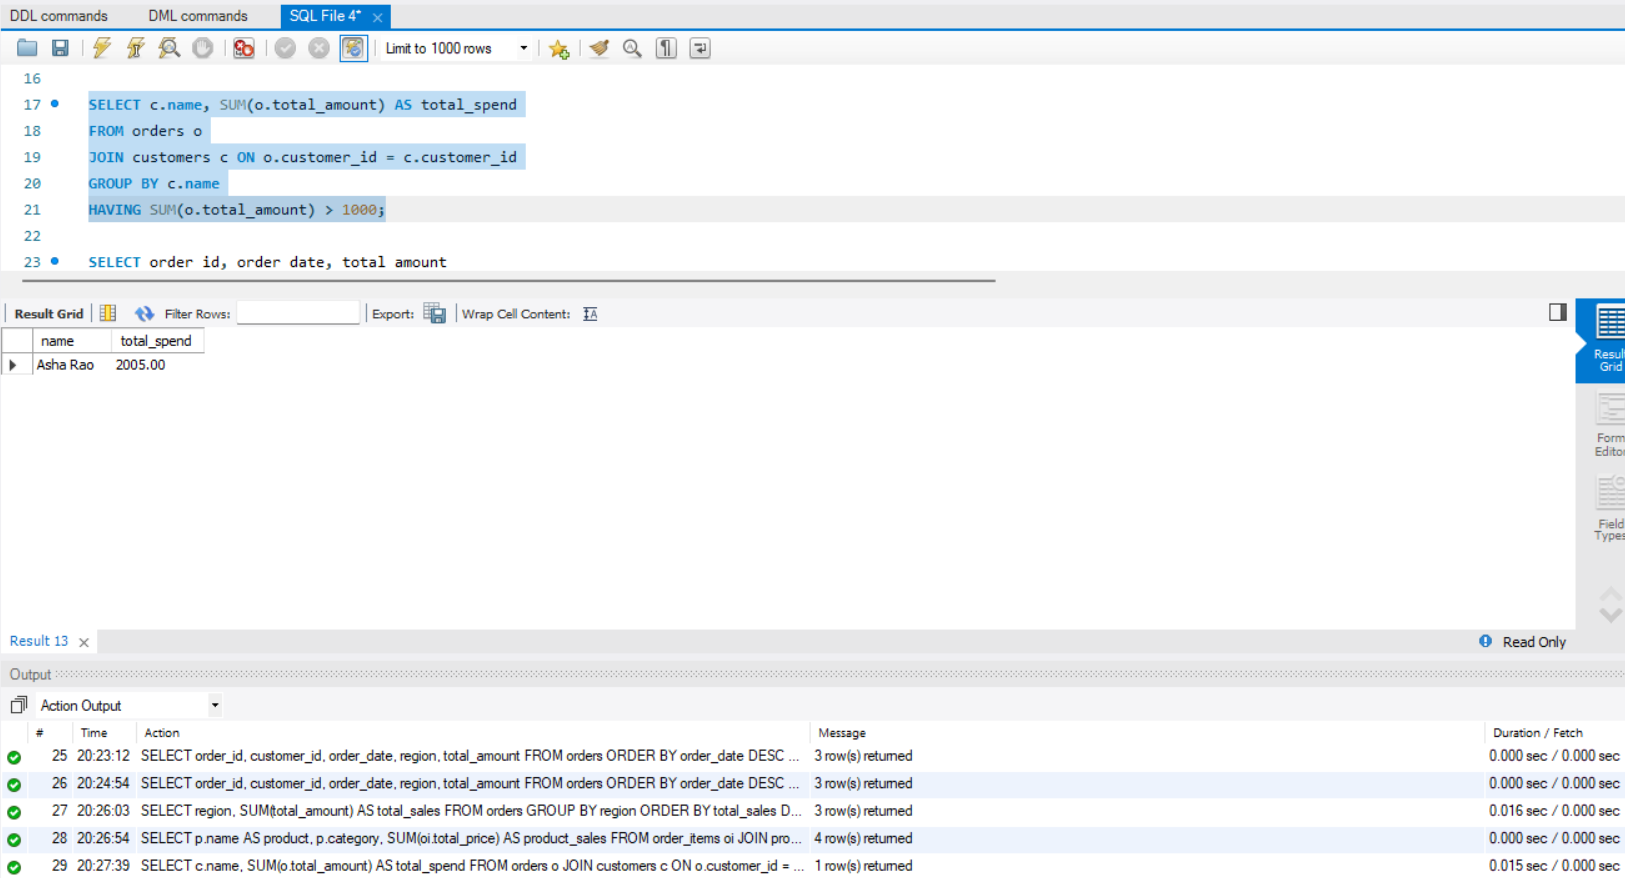 DDL commands DML commands SQL File 4*
Limit to 1000 rows
16
17 SELECT c.name, SUM(o.total_amount) AS total_spend
18 FROM orders o
19 JOIN customers c ON o.customer_id = c.customer_id
20 GROUP BY c.name
21 HAVING SUM(o.total_amount) > 1000;
22
23 SELECT order id, order date, total amount
Result Grid Filter Rows: Export: Wrap Cell Content:
name total_spend
Asha Rao 2005.00
Result
Grid
Form
Editor
Field
Types
Result 13 Read Only
Output
Action Output
# Time Action Message Duration / Fetch
25 20:23:12 SELECT order_id, customer_id, order_date, region, total_amount FROM orders ORDER BY order_date DESC ... 3 row(s) returned 0.000 sec / 0.000 sec
26 20:24:54 SELECT order_id, customer_id, order_date, region, total_amount FROM orders ORDER BY order_date DESC ... 3 row(s) returned 0.000 sec / 0.000 sec
27 20:26:03 SELECT region, SUM(total_amount) AS total_sales FROM orders GROUP BY region ORDER BY total_sales D... 3 row(s) returned 0.016 sec / 0.000 sec
28 20:26:54 SELECT p.name AS product, p.category, SUM(oi.total_price) AS product_sales FROM order_items oi JOIN pro... 4 row(s) returned 0.000 sec / 0.000 sec
29 20:27:39 SELECT c.name, SUM(o.total_amount) AS total_spend FROM orders o JOIN customers c ON o.customer_id = ... 1 row(s) returned 0.015 sec / 0.000 sec